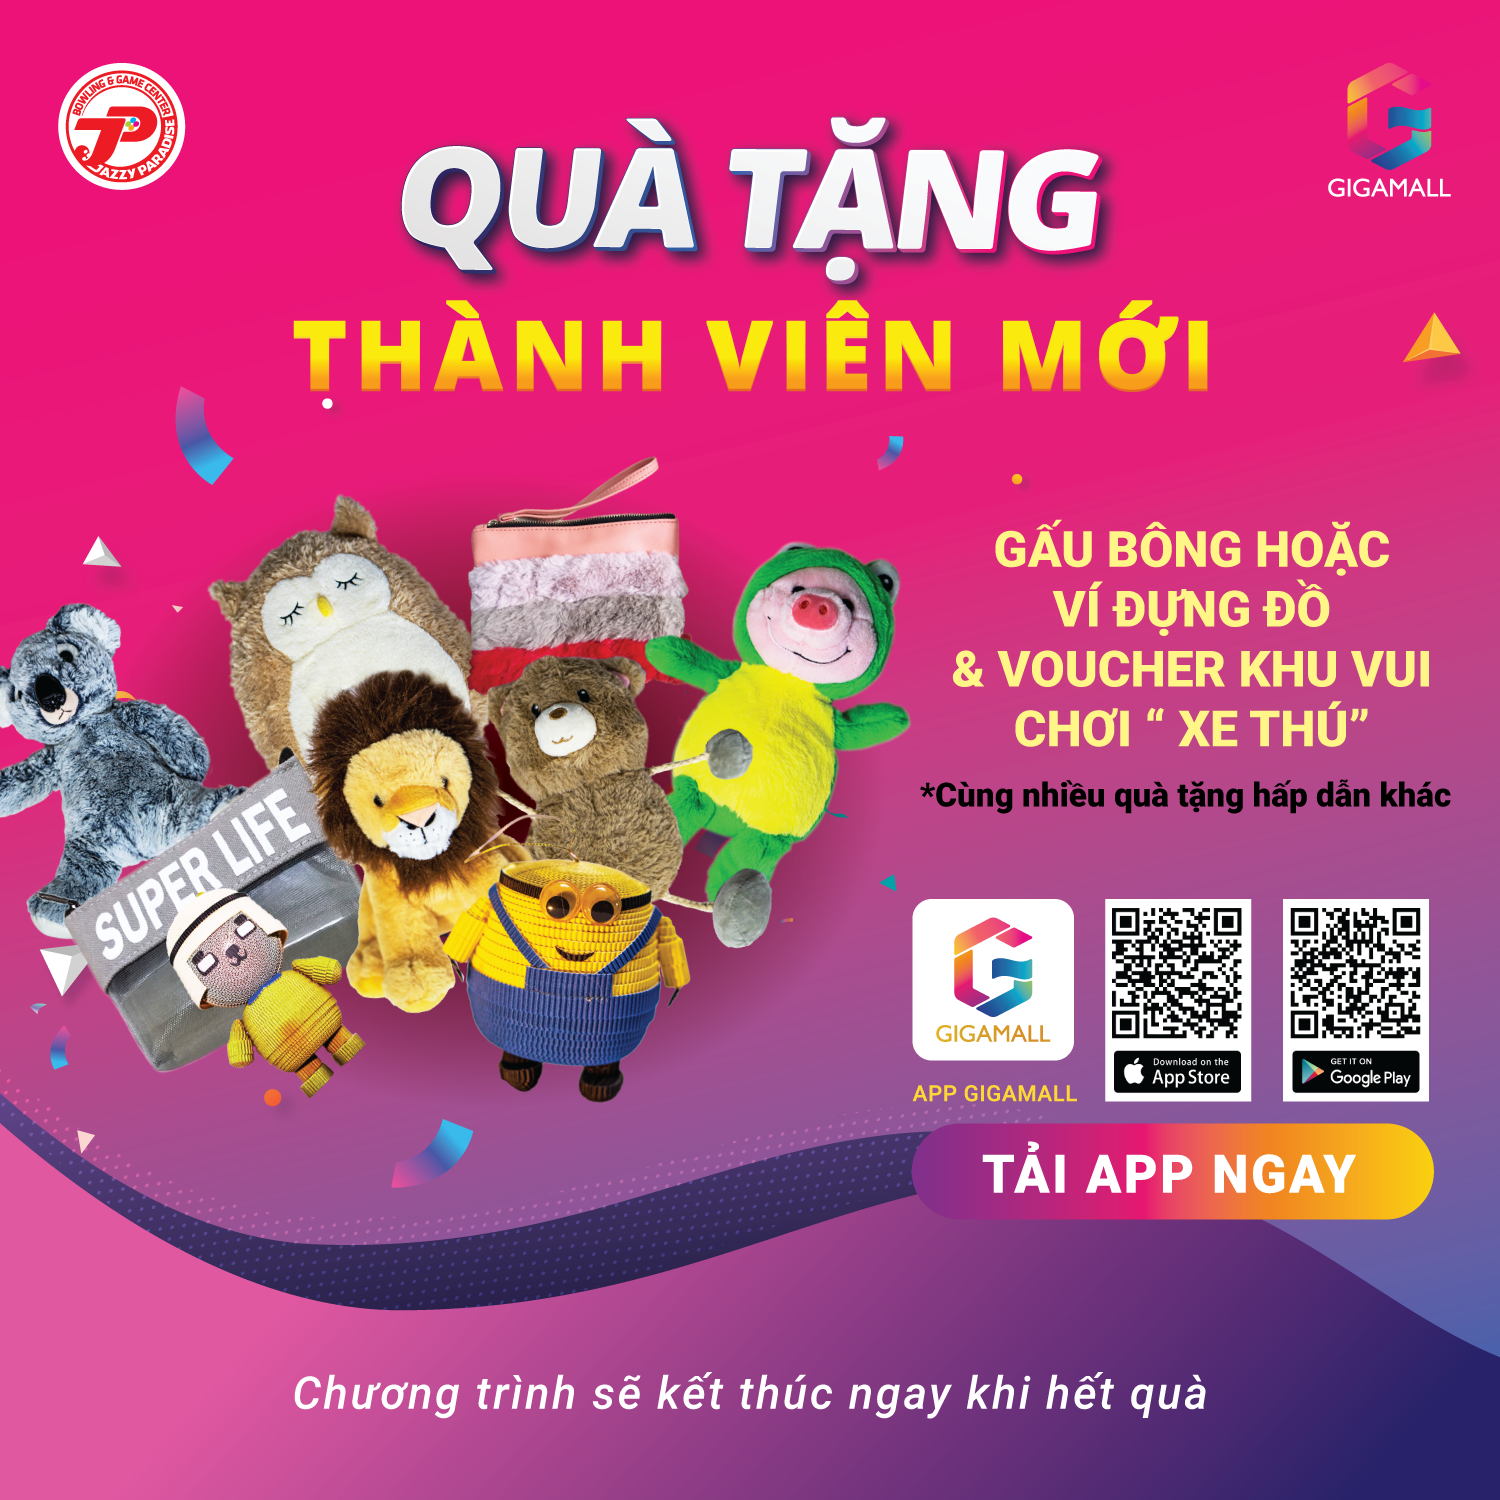 BOWLING & GAME CENTER
JAZZY PARADISE
GIGAMALL
QUÀ TẶNG
THÀNH VIÊN MỚI
GẤU BÔNG HOẶC
VÍ ĐỰNG ĐỒ
& VOUCHER KHU VUI
CHƠI “ XE THÚ”
*Cùng nhiều quà tặng hấp dẫn khác
SUPER LIFE
GIGAMALL
APP GIGAMALL
Download on the
App Store
GET IT ON
Google Play
TẢI APP NGAY
Chương trình sẽ kết thúc ngay khi hết quà